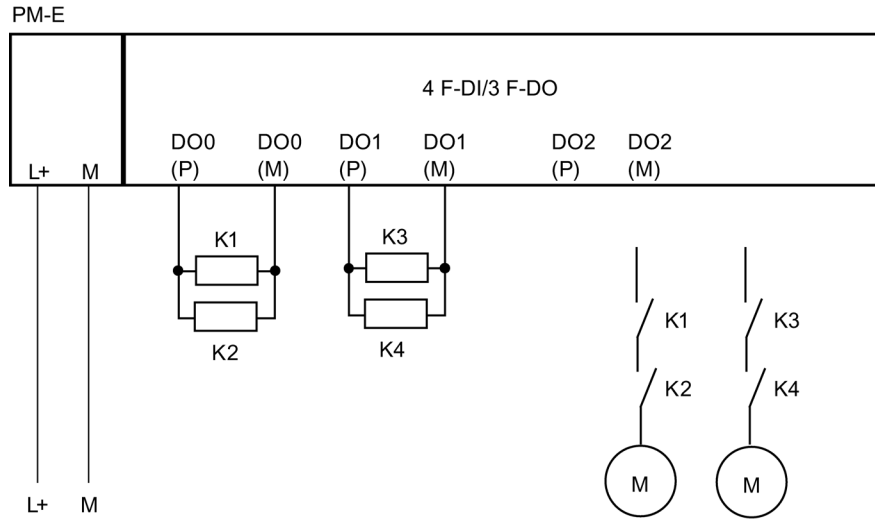 PM-E
4 F-DI/3 F-DO
DO0 DO0 DO1 DO1 DO2 DO2
L+ M (P) (M) (P) (M) (P) (M)
K1 K3
K2 K4
K1 K3
K2 K4
M M
L+ M